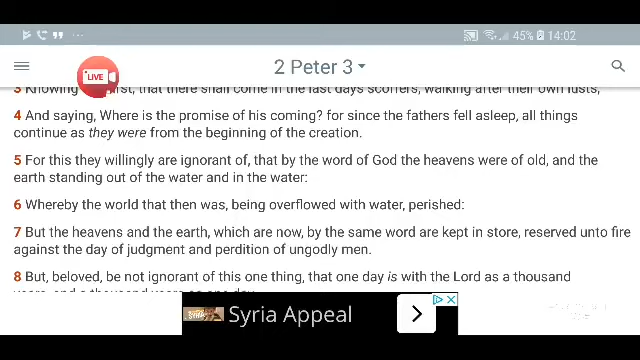 45% 14:02
LIVE
2 Peter 3
3 Knowing first, that there shall come in the last days scoffers, walking after their own lusts,
4 And saying, Where is the promise of his coming? for since the fathers fell asleep, all things
continue as they were from the beginning of the creation.
5 For this they willingly are ignorant of, that by the word of God the heavens were of old, and the
earth standing out of the water and in the water:
6 Whereby the world that then was, being overflowed with water, perished:
7 But the heavens and the earth, which are now, by the same word are kept in store, reserved unto fire
against the day of judgment and perdition of ungodly men.
8 But, beloved, be not ignorant of this one thing, that one day is with the Lord as a thousand
years, and a thousand years as one day
Syria Appeal